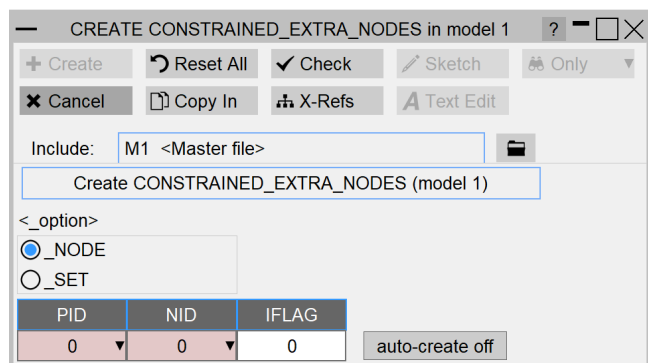 CREATE CONSTRAINED_EXTRA_NODES in model 1 ?
Create Reset All Check Sketch Only
Cancel Copy In X-Refs A Text Edit
Include: M1 <Master file>
Create CONSTRAINED_EXTRA_NODES (model 1)
<_option>
_NODE
_SET
PID NID IFLAG
0 0 0 auto-create off